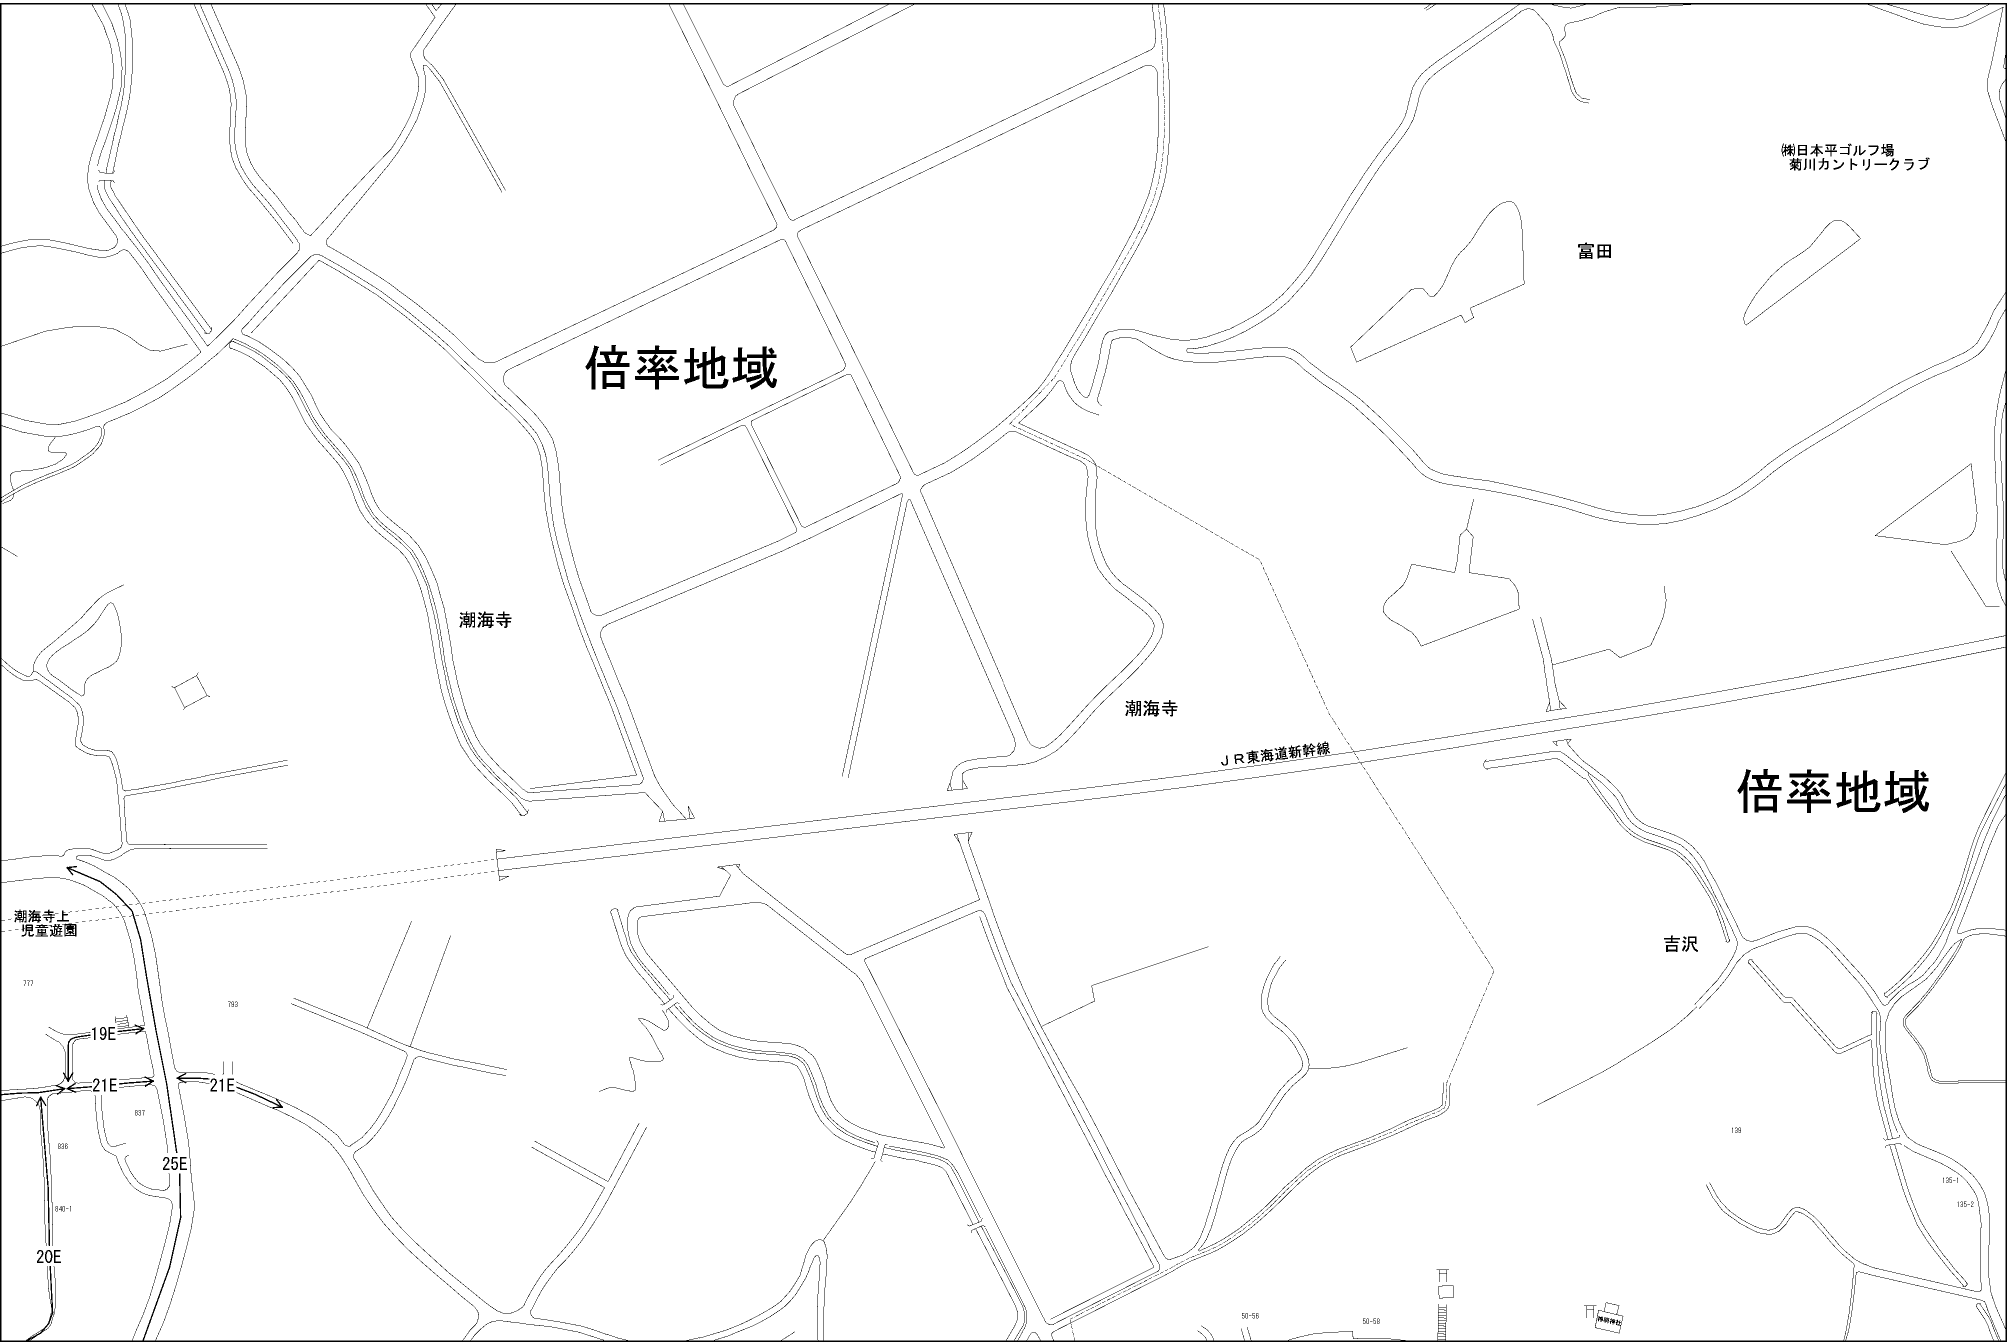 ㈱日本平ゴルフ場
菊川カントリークラブ
富田
倍率地域
潮海寺
潮海寺
JR東海道新幹線
倍率地域
潮海寺上
児童遊園
吉沢
777
793
19E
21E
21E
837
836
139
25E
135-1
135-2
840-1
20E
50-56
50-58